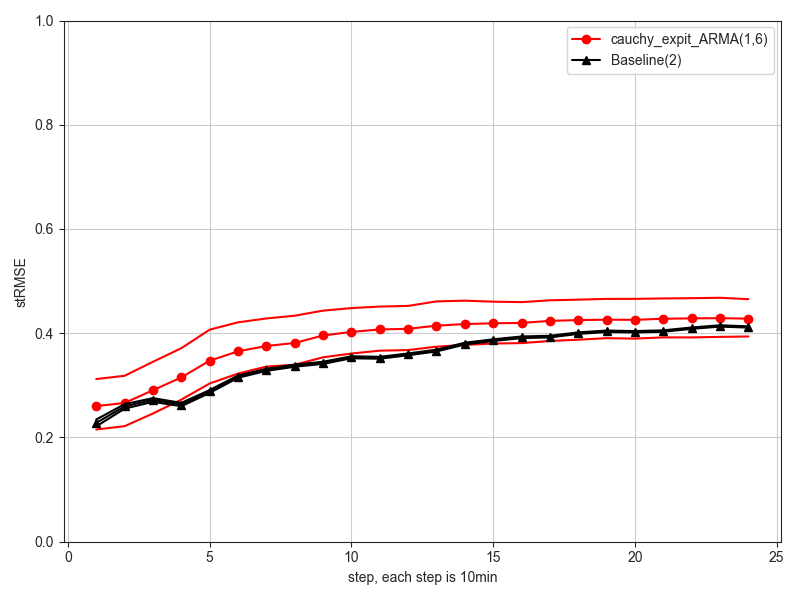 1.0
0.8
0.6
0.4
0.2
0.0
stRMSE
cauchy_expit_ARMA(1,6)
Baseline(2)
0 5 10 15 20 25
step, each step is 10min